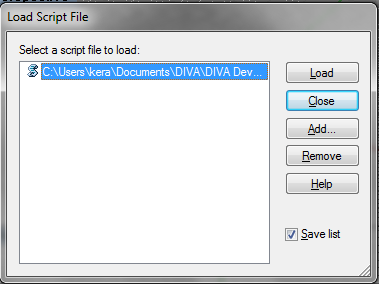 Load Script File
Select a script file to load:
C:\Users\kera\Documents\DIVA\DIVA Dev...
Load
Close
Add...
Remove
Help
Save list